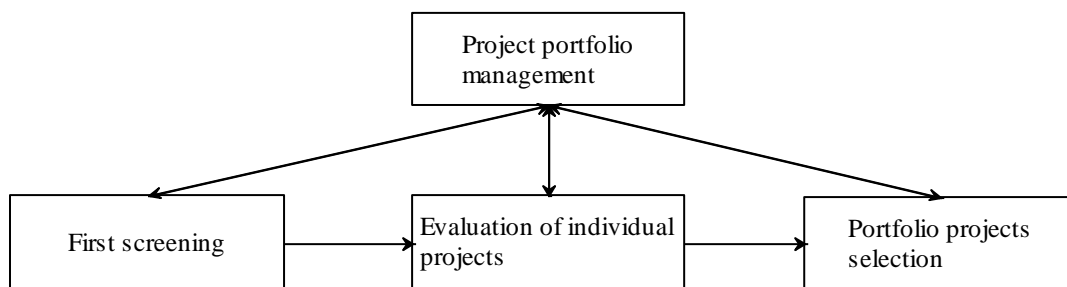 Project portfolio
management
First screening
Evaluation of individual
projects
Portfolio projects
selection